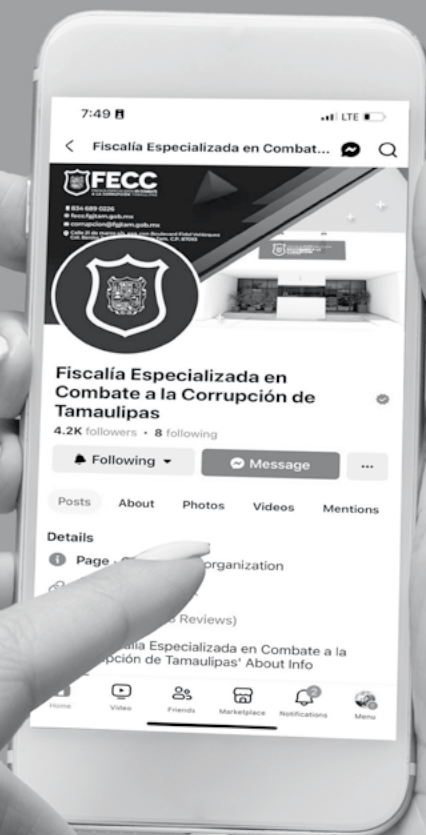 7:49
LTE
Fiscalía Especializada en Combat...
FECC
834 689 0226
fecc.fgjtam.gob.mx
corrupcion@fgjtam.gob.mx
Fiscalía Especializada en
Combate a la Corrupción de
Tamaulipas
4.2K followers · 8 following
Following
Message
...
Posts About Photos Videos Mentions
Details
Page
organization
Reviews)
Especializada en Combate a la
de Tamaulipas' About Info
Home Video Friends Marketplace Notifications Menu
2